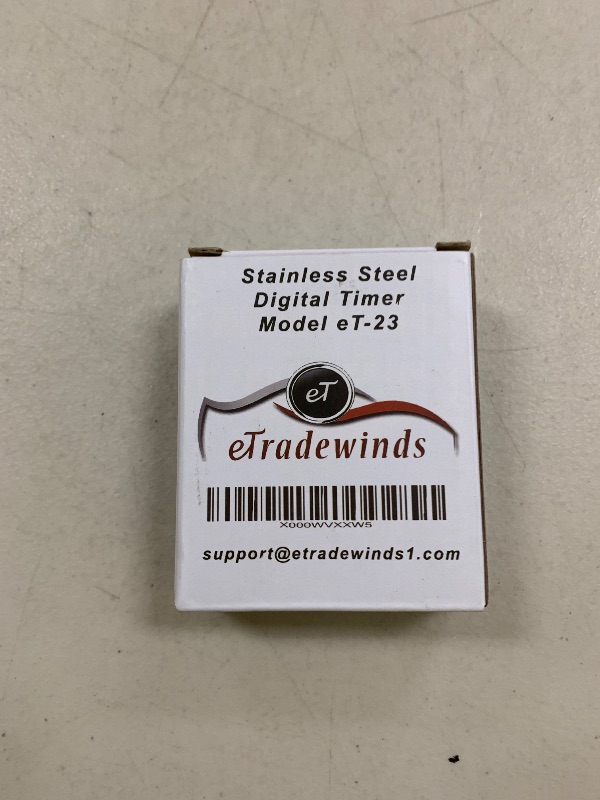 Stainless Steel
Digital Timer
Model eT-23
eT
eTradewinds
X000WVXXW5
support@etradewinds1.com